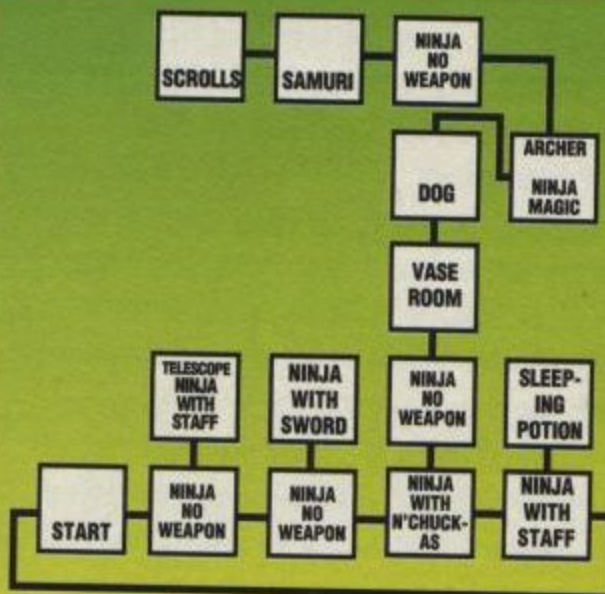 SCROLLS
SAMURI
NINJA
NO
WEAPON
ARCHER
NINJA
MAGIC
DOG
VASE
ROOM
TELESCOPE
NINJA
WITH
STAFF
NINJA
WITH
SWORD
NINJA
NO
WEAPON
SLEEP-
ING
POTION
START
NINJA
NO
WEAPON
NINJA
NO
WEAPON
NINJA
WITH
N'CHUCK-
AS
NINJA
WITH
STAFF